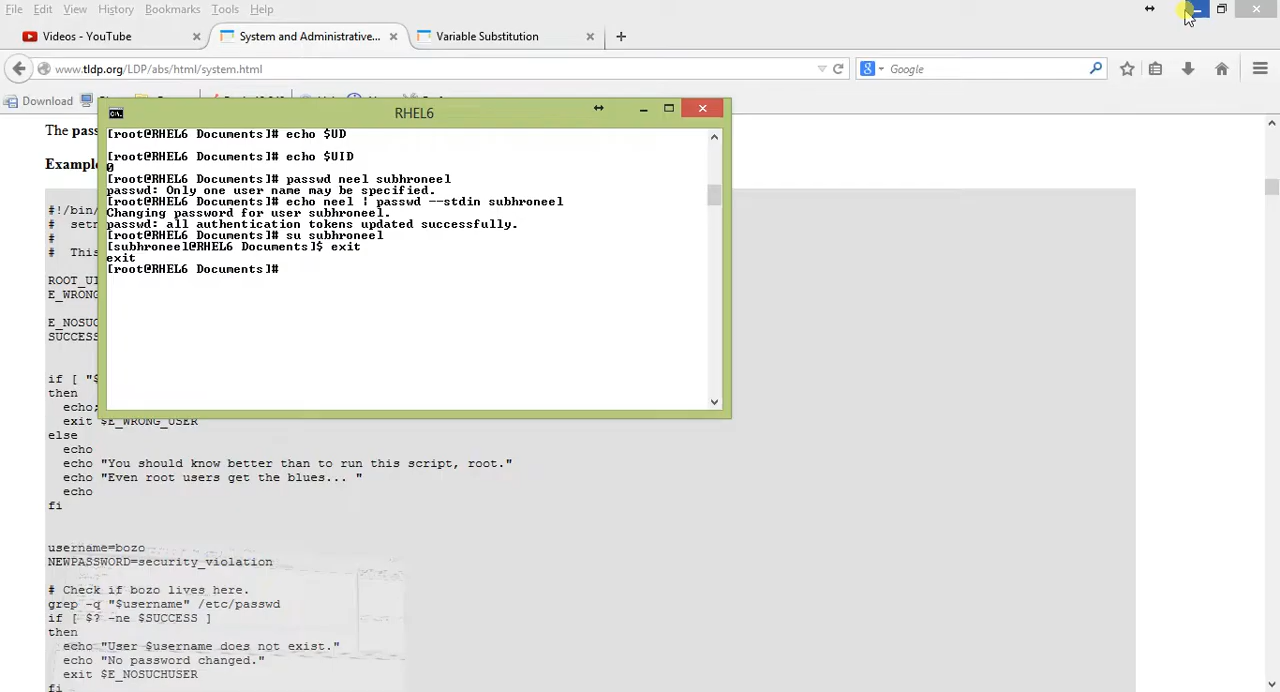 File Edit View History Bookmarks Tools Help
Videos - YouTube
System and Administrative...
Variable Substitution
www.tldp.org/LDP/abs/html/system.html
Google
Download
The pas
RHEL6
Example
[root@RHEL6 Documents]# echo $UD
[root@RHEL6 Documents]# echo $UID
0
[root@RHEL6 Documents]# passwd neel subhroneel
passwd: Only one user name may be specified.
[root@RHEL6 Documents]# echo neel | passwd --stdin subhroneel
Changing password for user subhroneel.
passwd: all authentication tokens updated successfully.
[root@RHEL6 Documents]# su subhroneel
[subhroneel@RHEL6 Documents]$ exit
exit
[root@RHEL6 Documents]#
#!/bin/
#  setn
#
#  This
ROOT_UI
E_WRONG
E_NOSUC
SUCCESS
if [ "$
then
  echo;
  exit $E_WRONG_USER
else
  echo
  echo "You should know better than to run this script, root."
  echo "Even root users get the blues... "
  echo
fi
username=bozo
NEWPASSWORD=security_violation
# Check if bozo lives here.
grep -q "$username" /etc/passwd
if [ $? -ne $SUCCESS ]
then
  echo "User $username does not exist."
  echo "No password changed."
  exit $E_NOSUCHUSER
fi